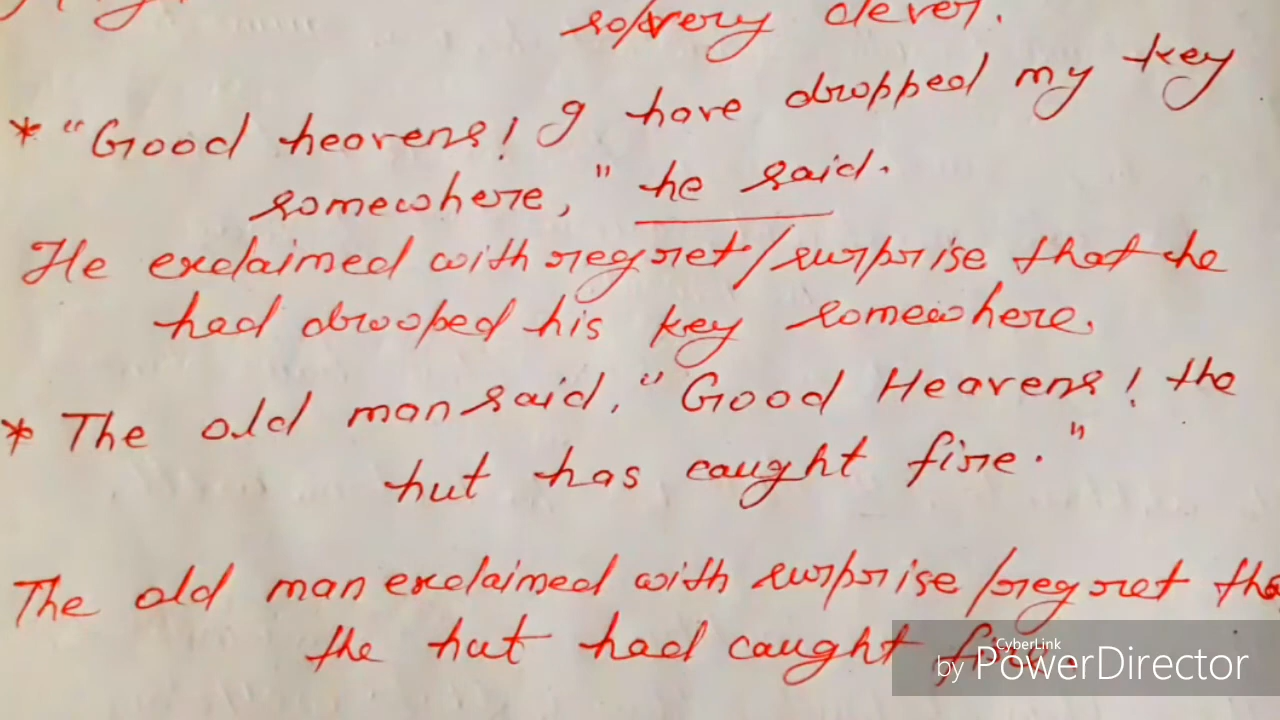 so/very clever.
* "Good heavens! I have dropped my key
somewhere," he said.
He exclaimed with regret/surprise that he
had dropped his key somewhere.
* The old man said, "Good Heavens! the
hut has caught fire."
The old man exclaimed with surprise/regret tha
the hut had caught fire.
CyberLink
by PowerDirector